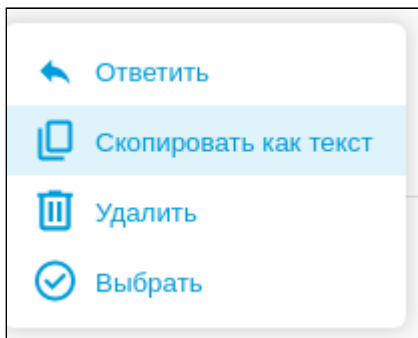 Ответить
Скопировать как текст
Удалить
Выбрать